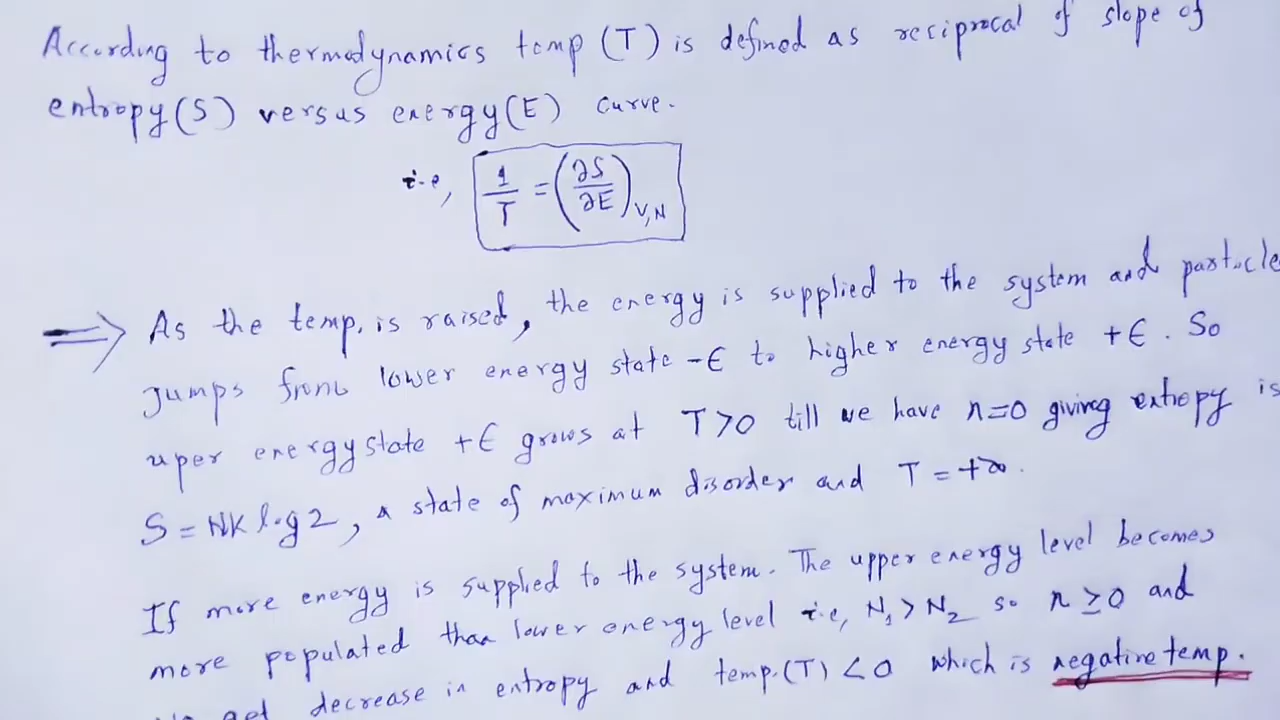 According to thermodynamics temp (T) is defined as reciprocal of slope of
entropy(S) versus energy(E) curve.
i.e, 1/T = (∂S/∂E)V,N
⇒ As the temp. is raised, the energy is supplied to the system and particle
jumps from lower energy state -ϵ to higher energy state +ϵ. So
uper energy state +ϵ grows at T>0 till we have n=0 giving entropy is
S = NK log 2, a state of maximum disorder and T = +∞.
If more energy is supplied to the system. The upper energy level becomes
more populated than lower energy level i.e, N₁ > N₂ so n ≥ 0 and
get decrease in entropy and temp.(T) < 0 which is negative temp.